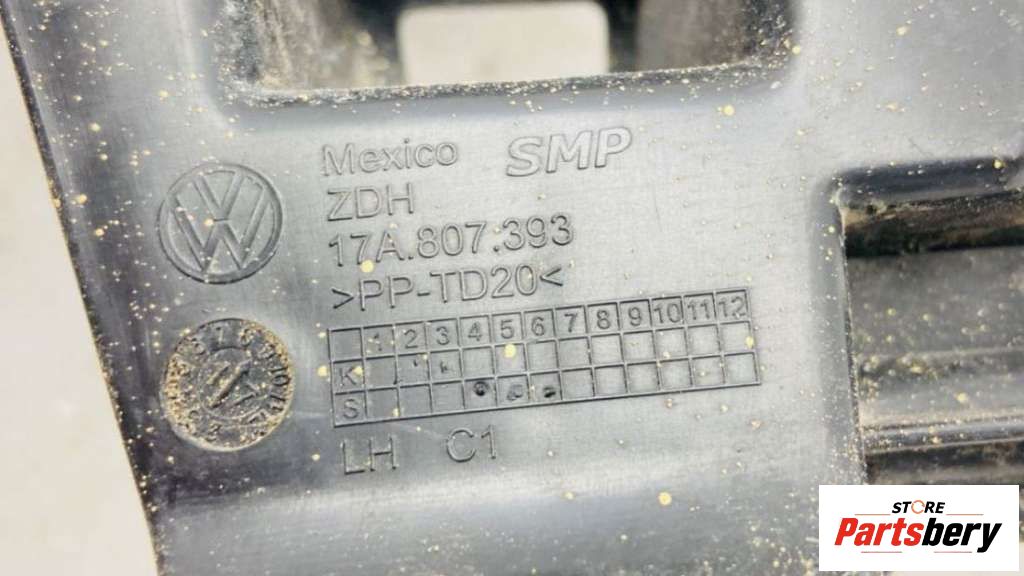 Mexico SMP
ZDH
17A.807.393
>PP-TD20<
1 2 3 4 5 6 7 8 9 10 11 12
K
S
LH C1
STORE
Partsbery